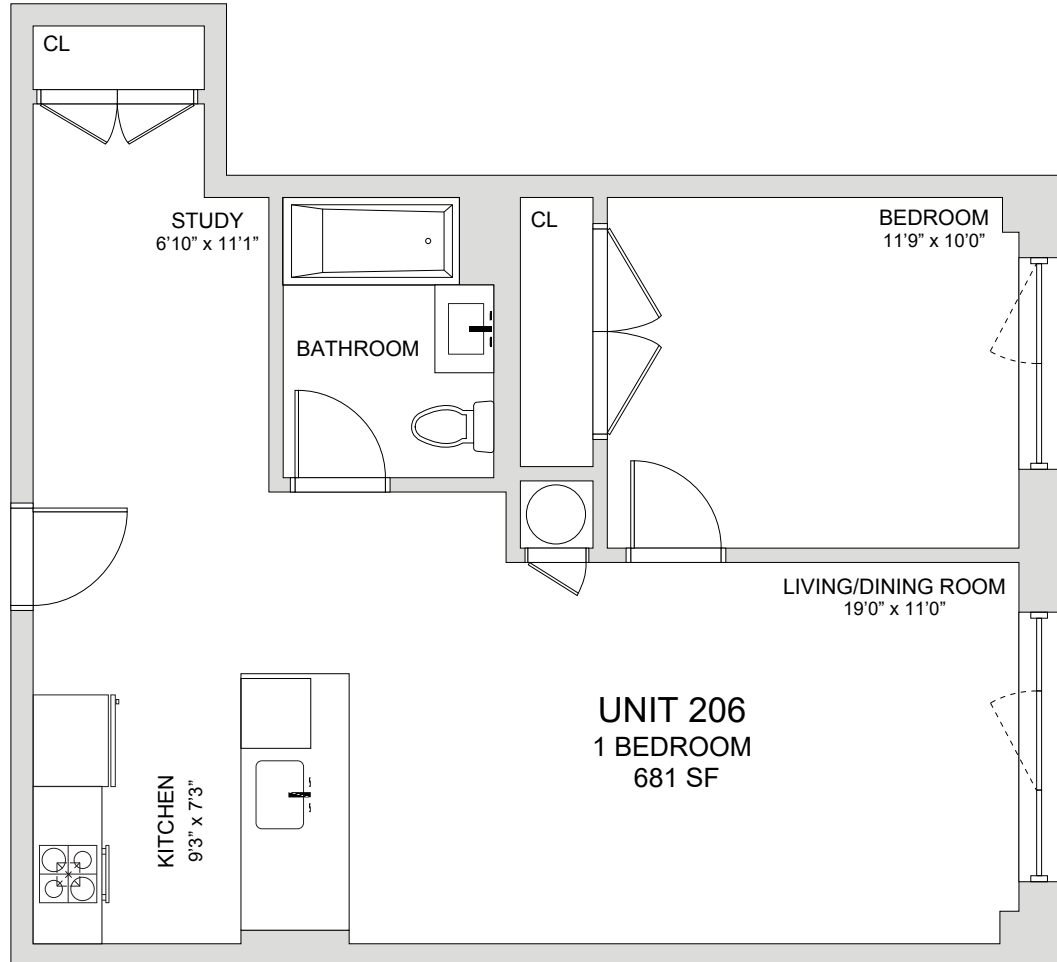 CL
STUDY
6’10” x 11’1”
BATHROOM
CL
BEDROOM
11’9” x 10’0”
LIVING/DINING ROOM
19’0” x 11’0”
UNIT 206
1 BEDROOM
681 SF
KITCHEN
9’3” x 7’3”